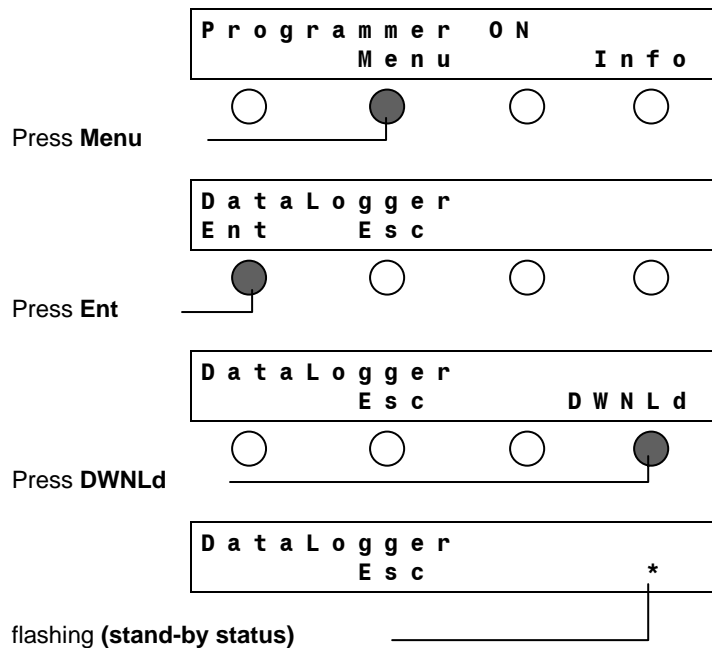 Programmer ON
Menu Info
Press Menu
DataLogger
Ent Esc
Press Ent
DataLogger
Esc DWNLd
Press DWNLd
DataLogger
Esc *
flashing (stand-by status)